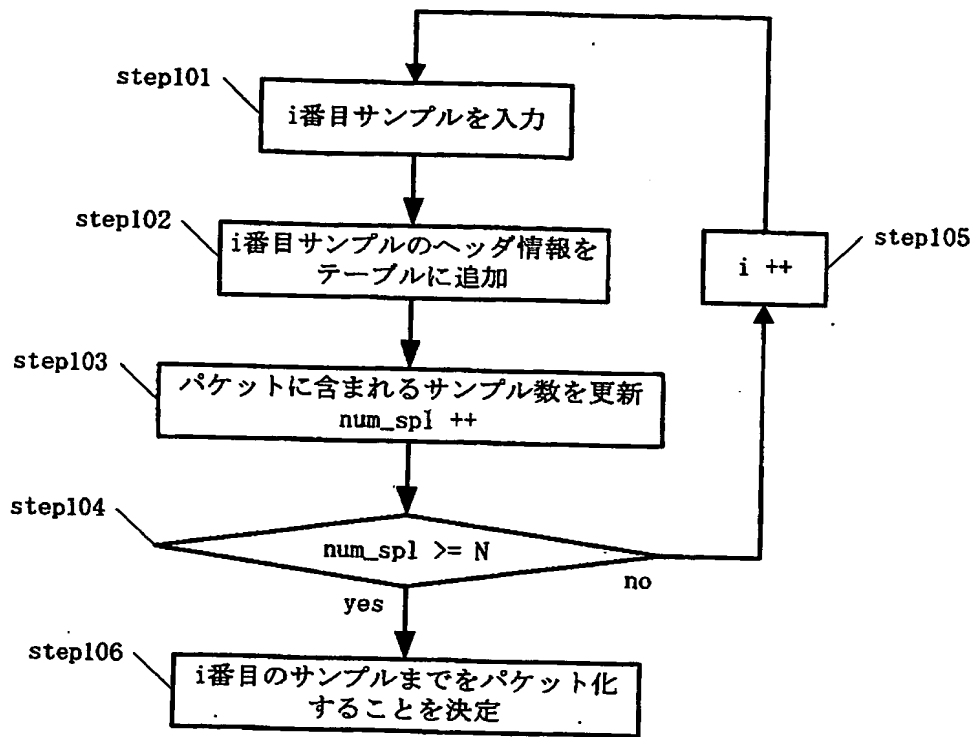 step101
i番目サンプルを入力
step102
i番目サンプルのヘッダ情報を
テーブルに追加
step105
i ++
step103
パケットに含まれるサンプル数を更新
num_spl ++
step104
num_spl >= N
no
yes
step106
i番目のサンプルまでをパケット化
することを決定